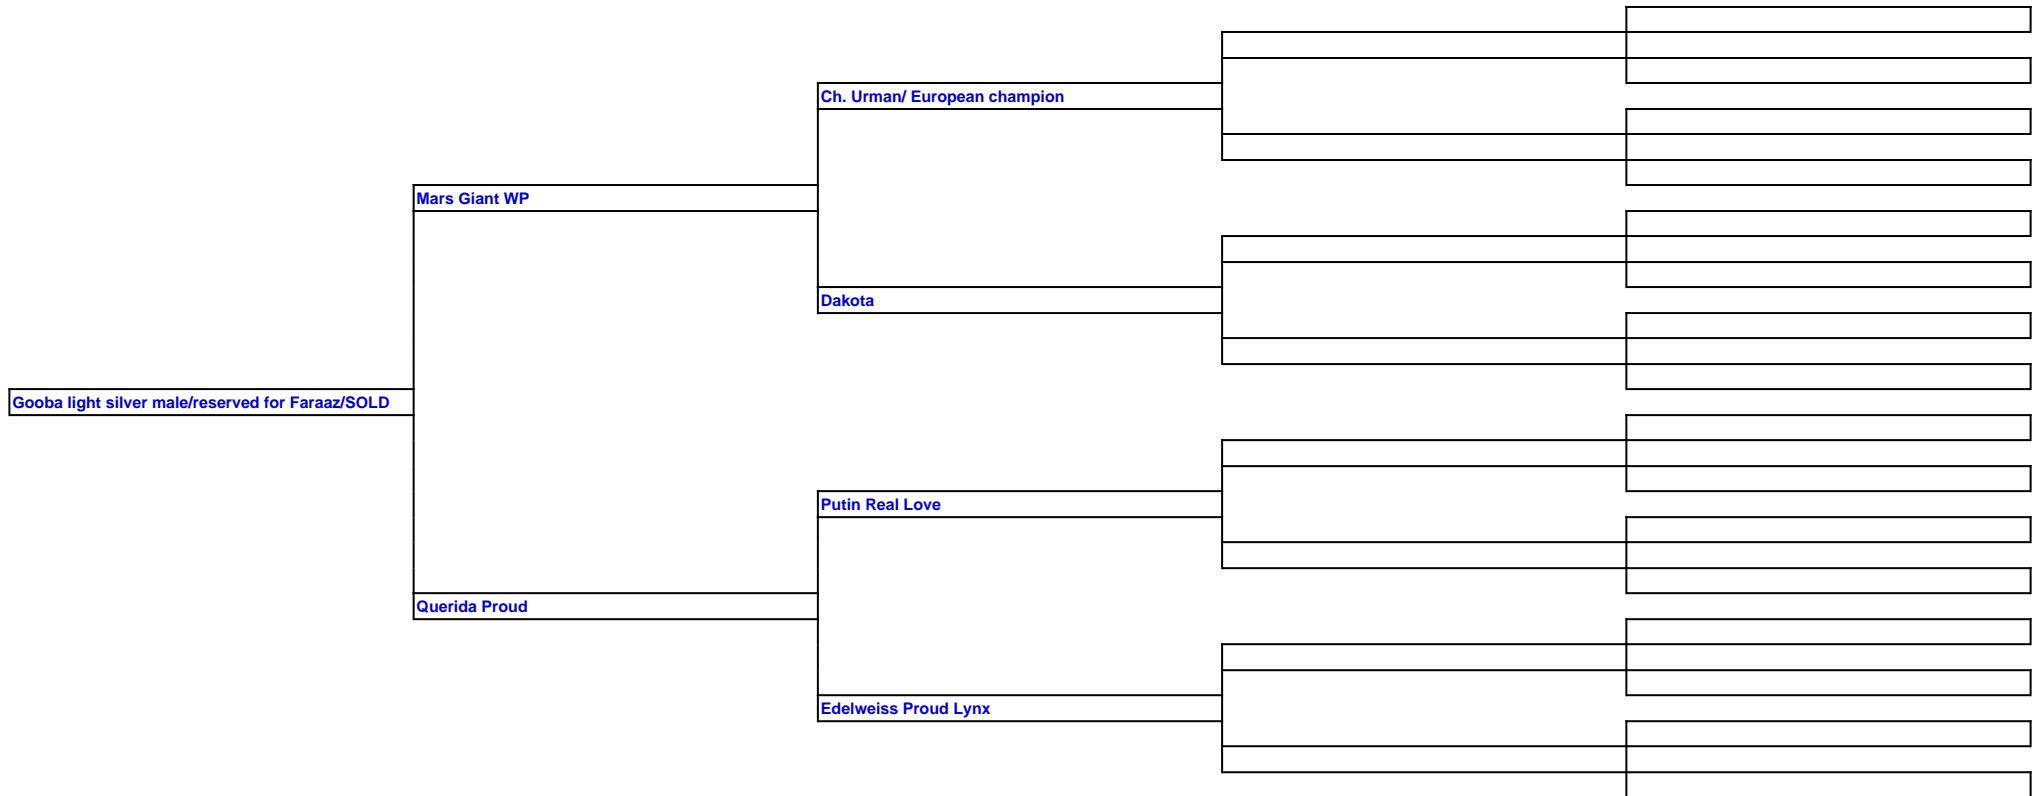 Ch. Urman/ European champion
Mars Giant WP
Dakota
Gooba light silver male/reserved for Faraaz/SOLD
Putin Real Love
Querida Proud
Edelweiss Proud Lynx